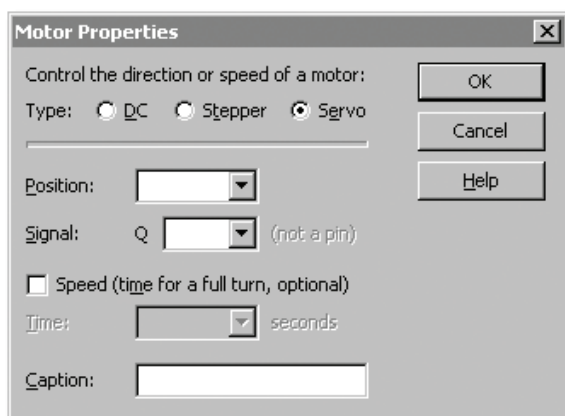 Motor Properties
Control the direction or speed of a motor:
OK
Type: DC Stepper Servo
Cancel
Position:
Help
Signal: Q (not a pin)
Speed (time for a full turn, optional)
Time: seconds
Caption: